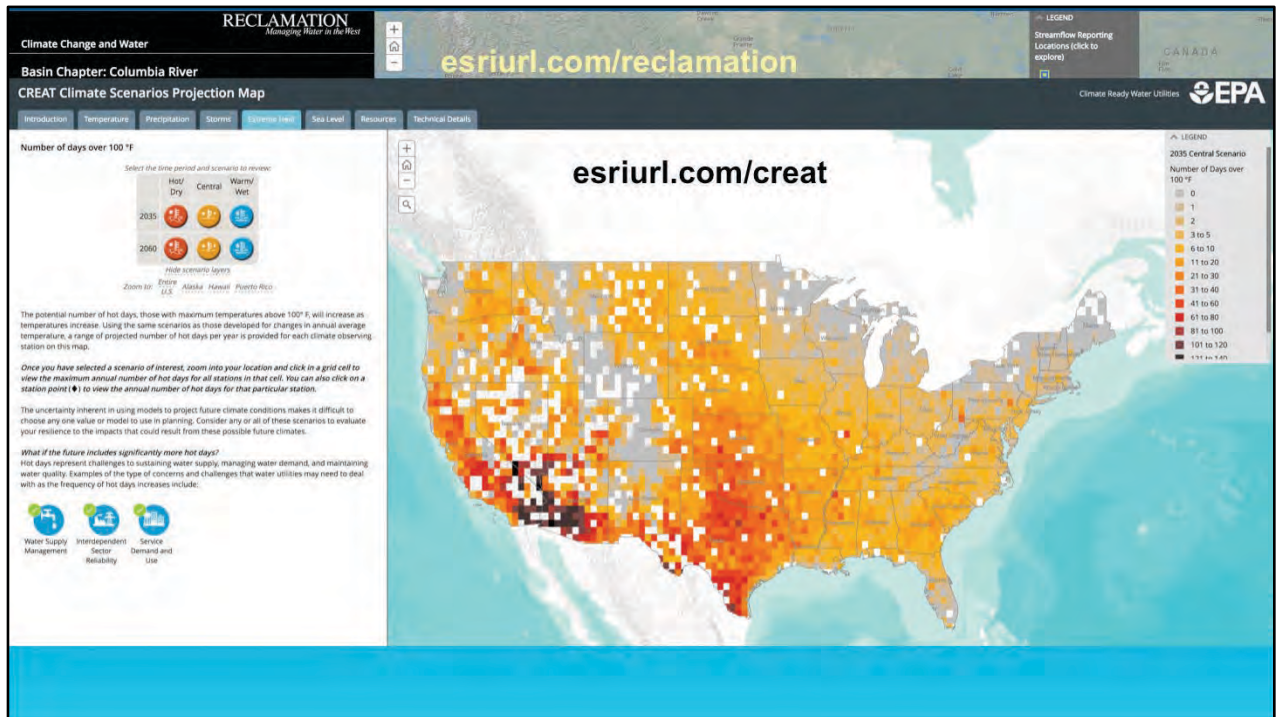 RECLAMATION
Managing Water in the West
Climate Change and Water
Basin Chapter: Columbia River
esriurl.com/reclamation
LEGEND
Streamflow Reporting
Locations (click to
explore)
CANADA
CREAT Climate Scenarios Projection Map
Climate Ready Water Utilities
EPA
Introduction
Temperature
Precipitation
Storms
Extreme Heat
Sea Level
Resources
Technical Details
Number of days over 100 °F
Select the time period and scenario to review:
Hot/
Dry
Central
Warm/
Wet
2035
2060
Hide scenario layers
Zoom to:
Entire
U.S.
Alaska
Hawaii
Puerto Rico
The potential number of hot days, those with maximum temperatures above 100° F, will increase as
temperatures increase. Using the same scenarios as those developed for changes in annual average
temperature, a range of projected number of hot days per year is provided for each climate observing
station on this map.
Once you have selected a scenario of interest, zoom into your location and click in a grid cell to
view the maximum annual number of hot days for all stations in that cell. You can also click on a
station point (♦) to view the annual number of hot days for that particular station.
The uncertainty inherent in using models to project future climate conditions makes it difficult to
choose any one value or model to use in planning. Consider any or all of these scenarios to evaluate
your resilience to the impacts that could result from these possible future climates.
What if the future includes significantly more hot days?
Hot days represent challenges to sustaining water supply, managing water demand, and maintaining
water quality. Examples of the type of concerns and challenges that water utilities may need to deal
with as the frequency of hot days increases include:
Water Supply
Management
Interdependent
Sector
Reliability
Service
Demand and
Use
esriurl.com/creat
LEGEND
2035 Central Scenario
Number of Days over
100 °F
0
1
2
3 to 5
6 to 10
11 to 20
21 to 30
31 to 40
41 to 60
61 to 80
81 to 100
101 to 120
121 to 140